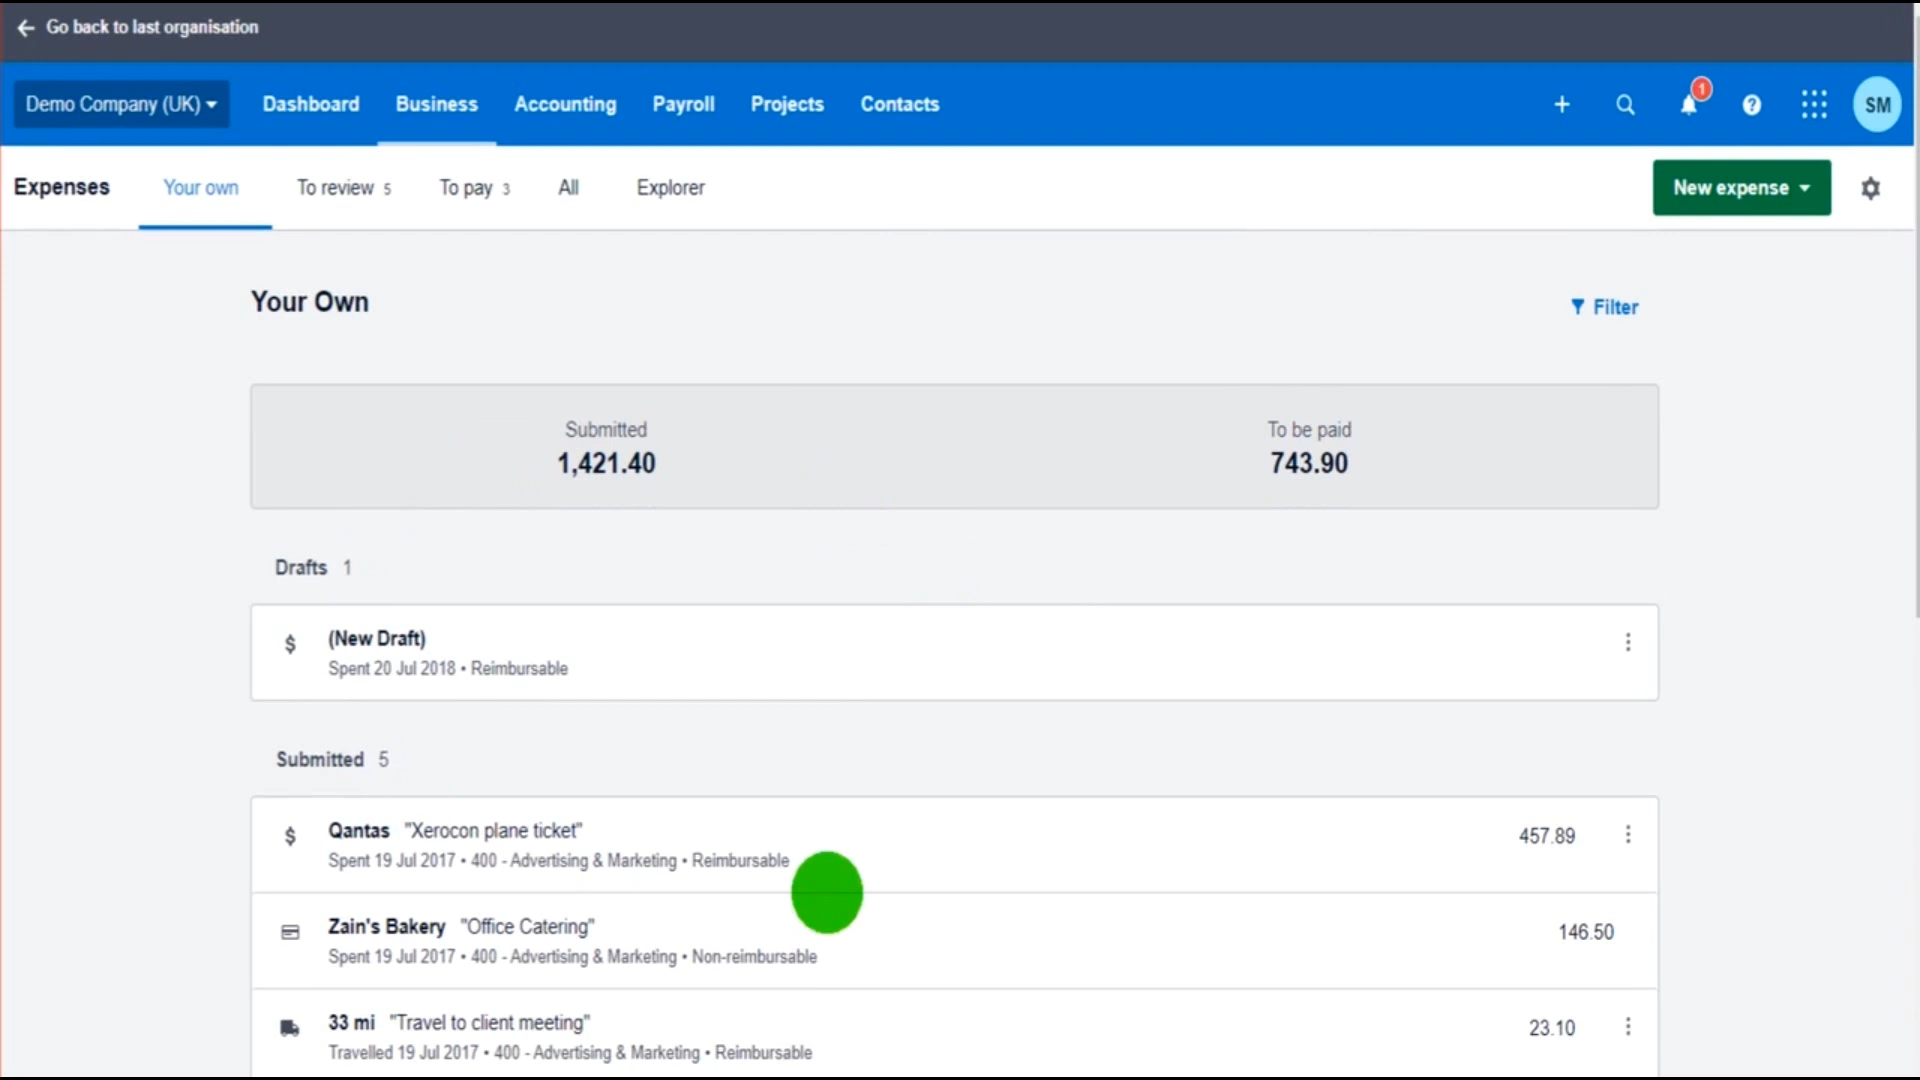 Go back to last organisation
Demo Company (UK) Dashboard Business Accounting Payroll Projects Contacts 1 ? SM
Expenses Your own To review 5 To pay 3 All Explorer New expense
Your Own Filter
Submitted To be paid
1,421.40 743.90
Drafts 1
$ (New Draft)
Spent 20 Jul 2018 • Reimbursable
Submitted 5
$ Qantas "Xerocon plane ticket" 457.89
Spent 19 Jul 2017 • 400 - Advertising & Marketing • Reimbursable
Zain's Bakery "Office Catering" 146.50
Spent 19 Jul 2017 • 400 - Advertising & Marketing • Non-reimbursable
33 mi "Travel to client meeting" 23.10
Travelled 19 Jul 2017 • 400 - Advertising & Marketing • Reimbursable